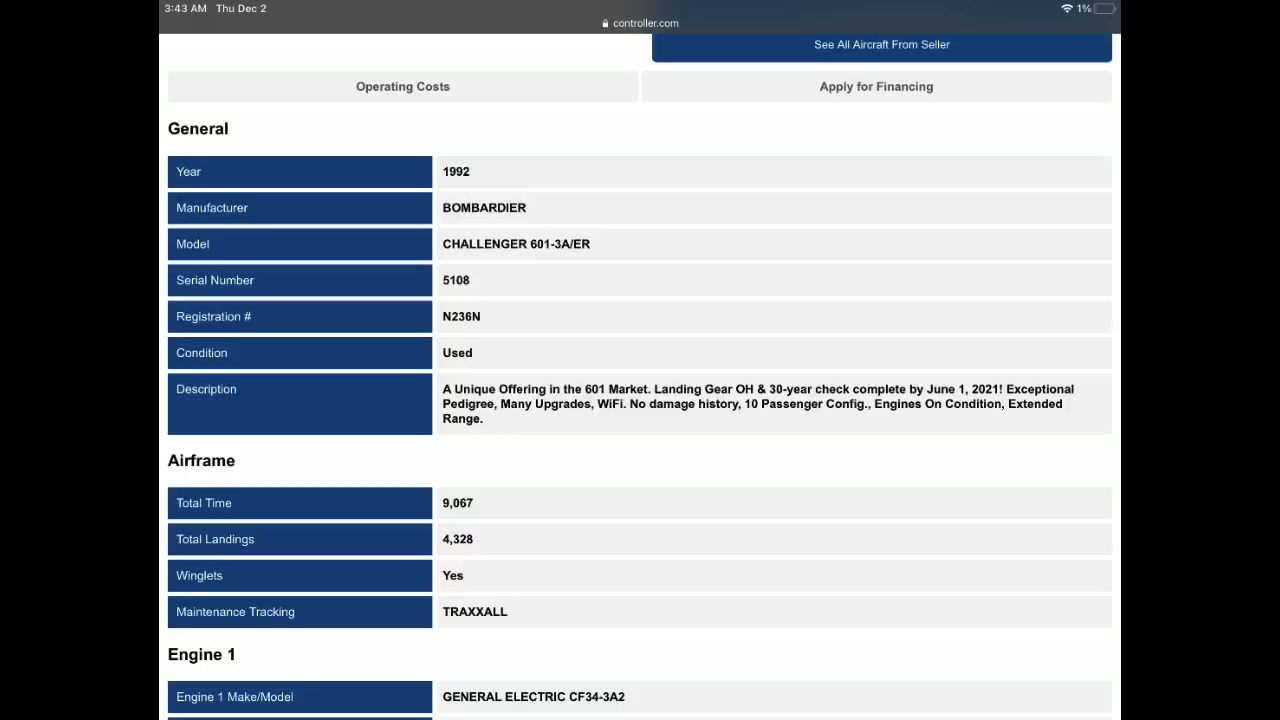 3:43 AM Thu Dec 2
1%
controller.com
See All Aircraft From Seller
Operating Costs
Apply for Financing
General
Year
1992
Manufacturer
BOMBARDIER
Model
CHALLENGER 601-3A/ER
Serial Number
5108
Registration #
N236N
Condition
Used
Description
A Unique Offering in the 601 Market. Landing Gear OH & 30-year check complete by June 1, 2021! Exceptional
Pedigree, Many Upgrades, WiFi. No damage history, 10 Passenger Config., Engines On Condition, Extended
Range.
Airframe
Total Time
9,067
Total Landings
4,328
Winglets
Yes
Maintenance Tracking
TRAXXALL
Engine 1
Engine 1 Make/Model
GENERAL ELECTRIC CF34-3A2